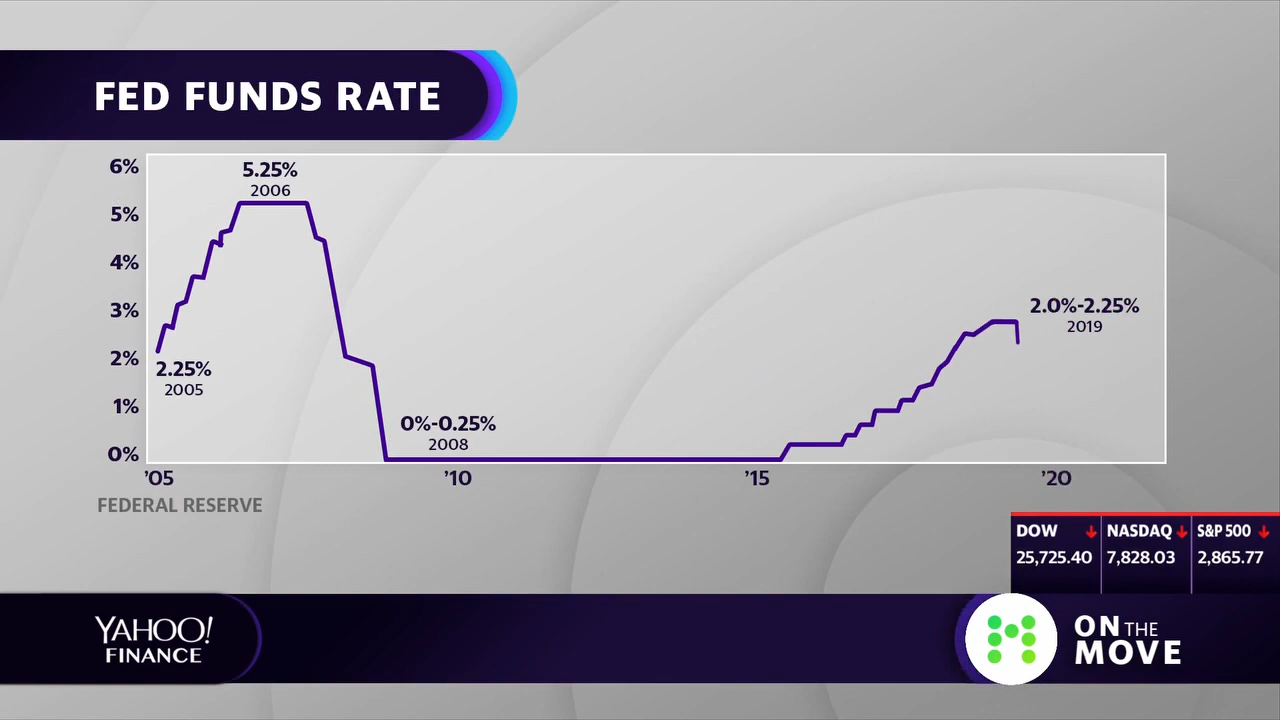 FED FUNDS RATE
6%
5%
4%
3%
2%
1%
0%
5.25%
2006
2.25%
2005
0%-0.25%
2008
2.0%-2.25%
2019
’05 ’10 ’15 ’20
FEDERAL RESERVE
DOW NASDAQ S&P 500
25,725.40 7,828.03 2,865.77
YAHOO!
FINANCE
ON THE
MOVE